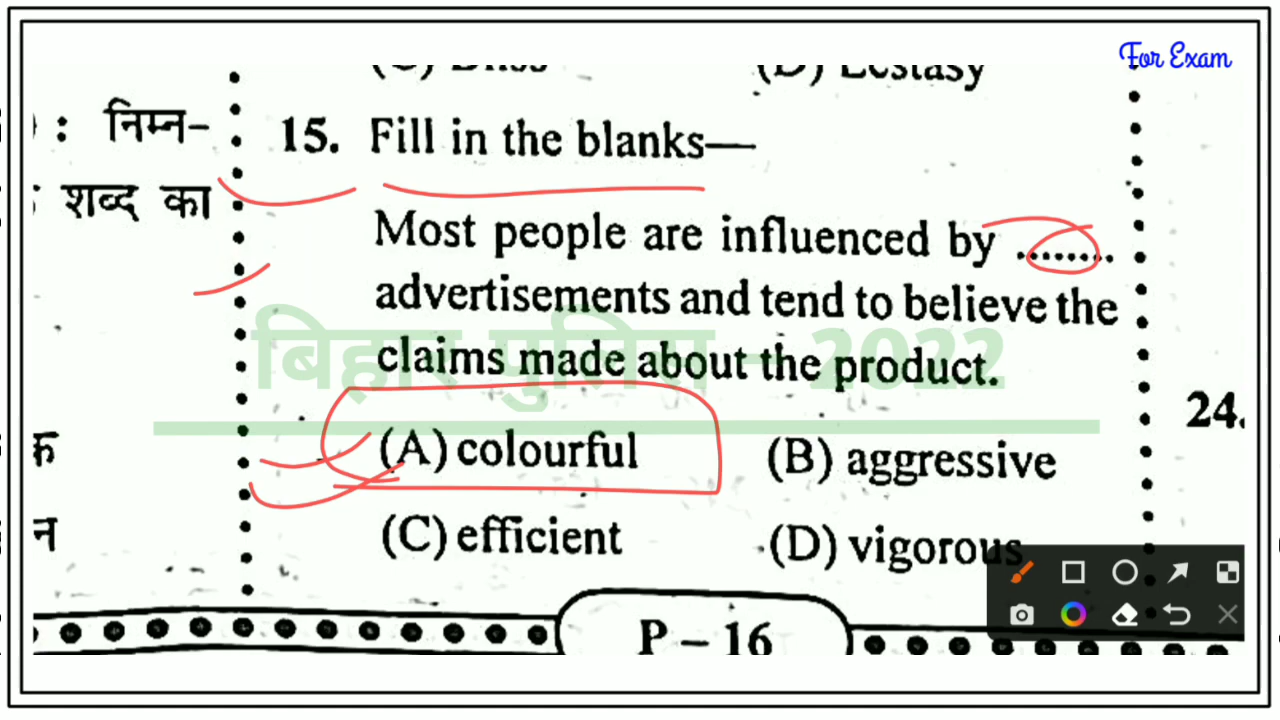 For Exam
Ecstasy
: निम्न-
शब्द का
15. Fill in the blanks—
Most people are influenced by ........
advertisements and tend to believe the
claims made about the product.
बिहार पुलिस - 2022
(A) colourful (B) aggressive
(C) efficient (D) vigorous
24.
क
न
P – 16